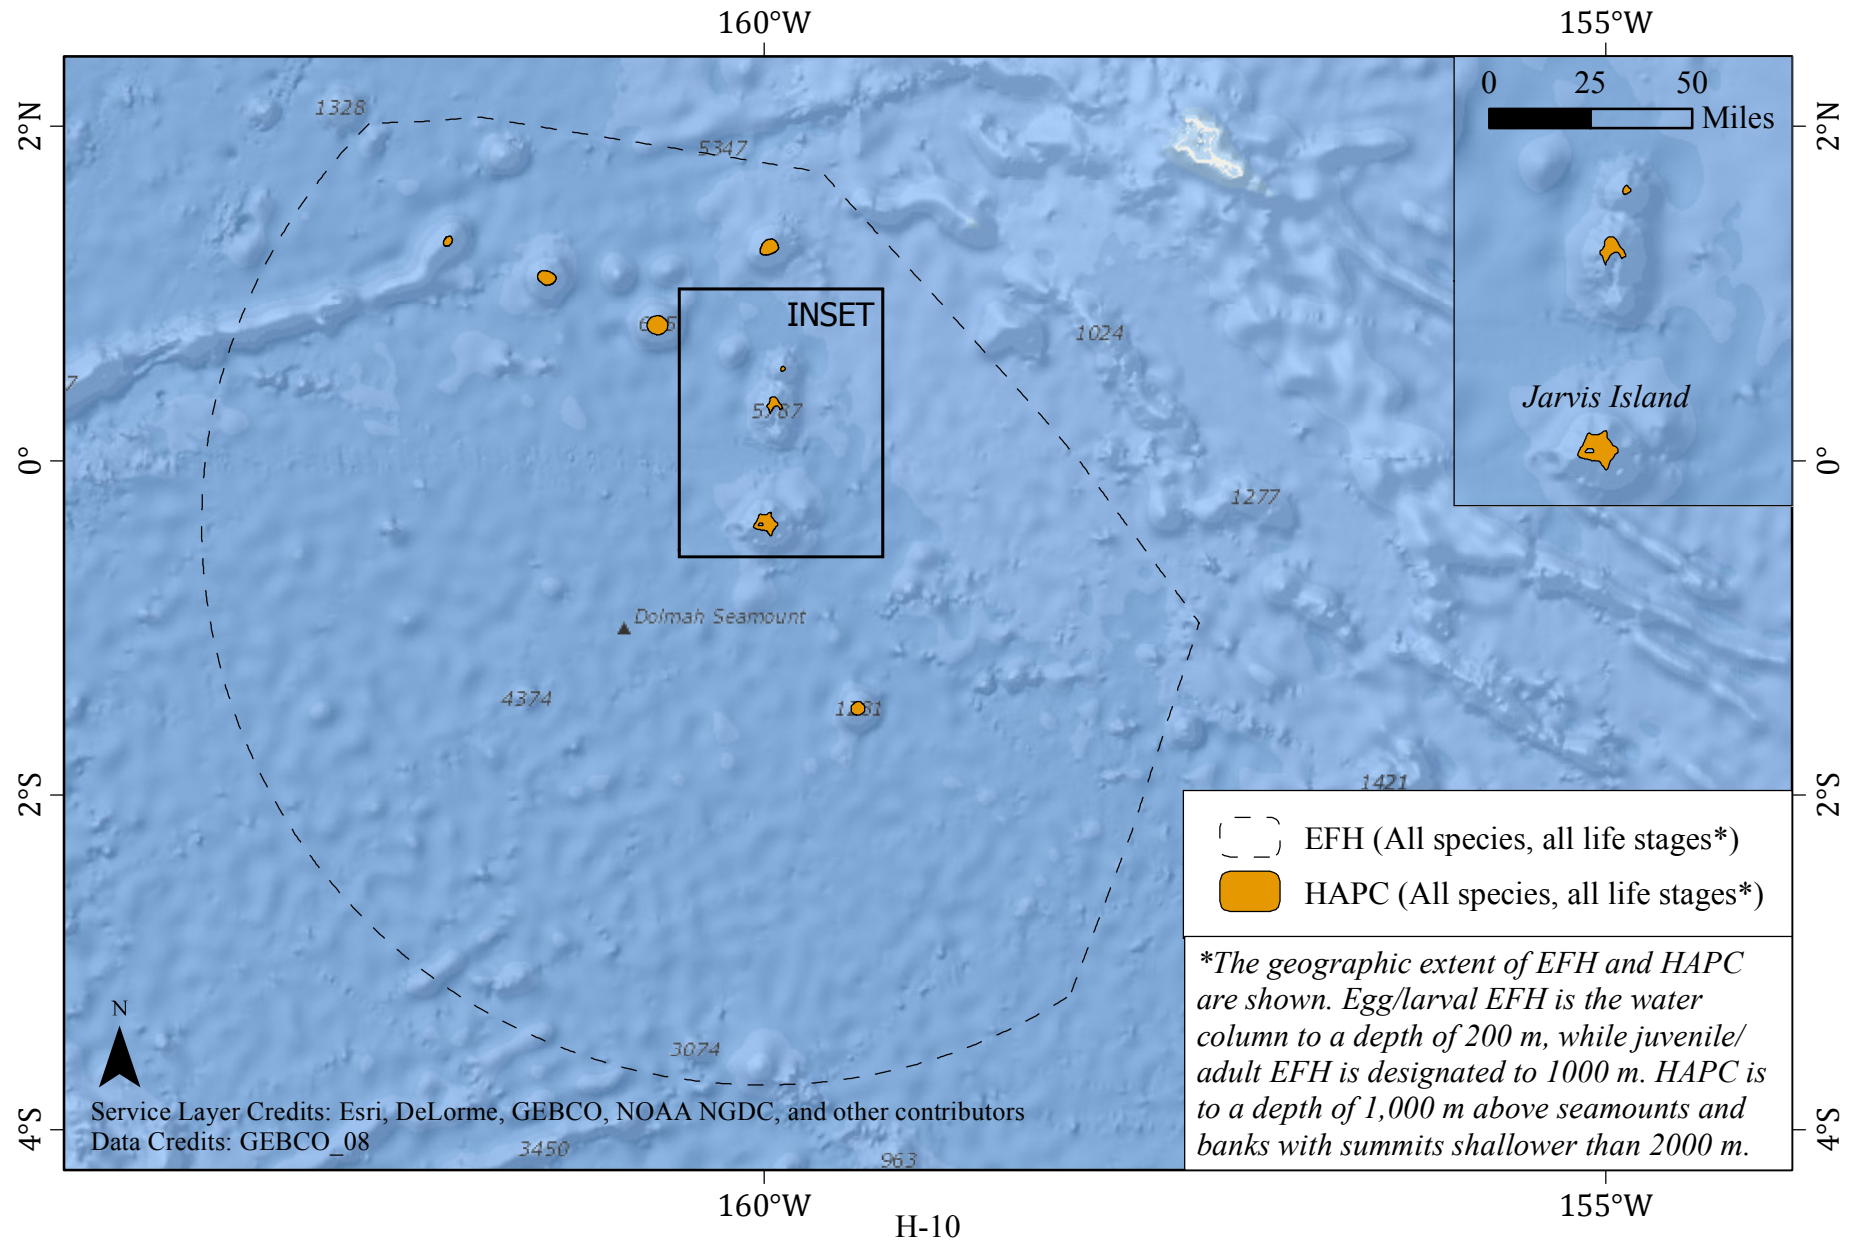 160°W
155°W
0 25 50
Miles
2°N
2°N
1328
5347
INSET
1024
7
5787
Jarvis Island
0°
0°
1277
Dolmah Seamount
4374
1421
2°S
2°S
EFH (All species, all life stages*)
HAPC (All species, all life stages*)
*The geographic extent of EFH and HAPC
are shown. Egg/larval EFH is the water
column to a depth of 200 m, while juvenile/
adult EFH is designated to 1000 m. HAPC is
to a depth of 1,000 m above seamounts and
banks with summits shallower than 2000 m.
N
3074
Service Layer Credits: Esri, DeLorme, GEBCO, NOAA NGDC, and other contributors
Data Credits: GEBCO_08
3450
963
4°S
4°S
160°W
155°W
H-10